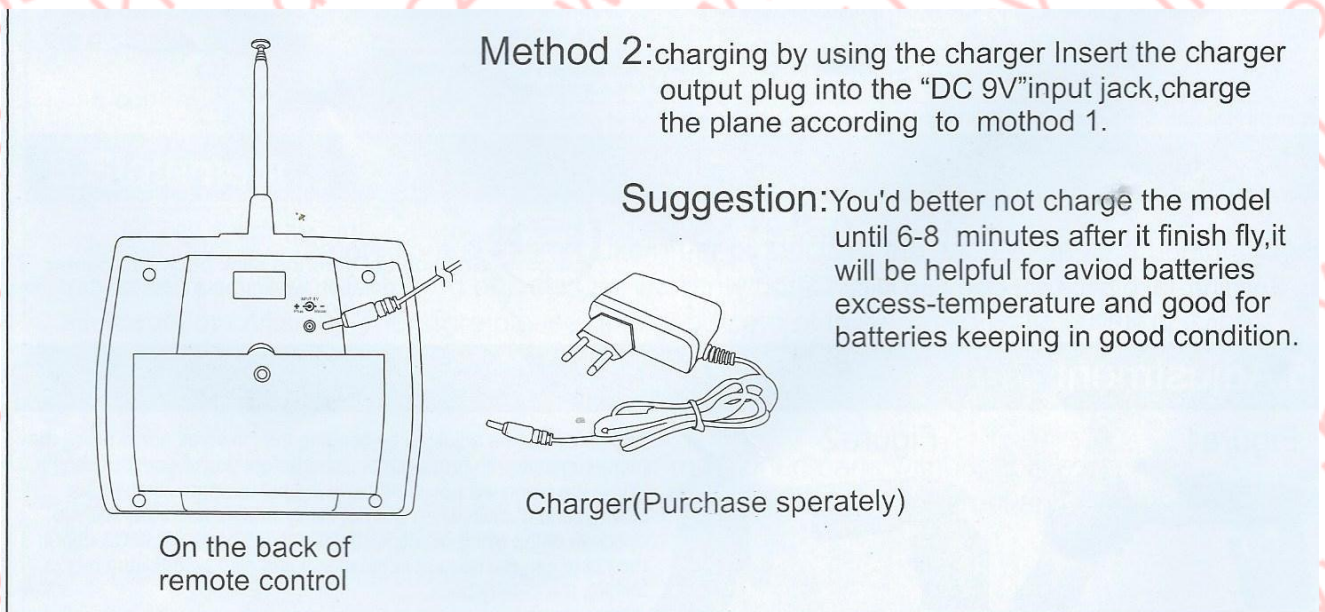 Method 2:charging by using the charger Insert the charger
output plug into the “DC 9V”input jack,charge
the plane according to mothod 1.
Suggestion:You'd better not charge the model
until 6-8 minutes after it finish fly,it
will be helpful for aviod batteries
excess-temperature and good for
batteries keeping in good condition.
Charger(Purchase sperately)
On the back of
remote control